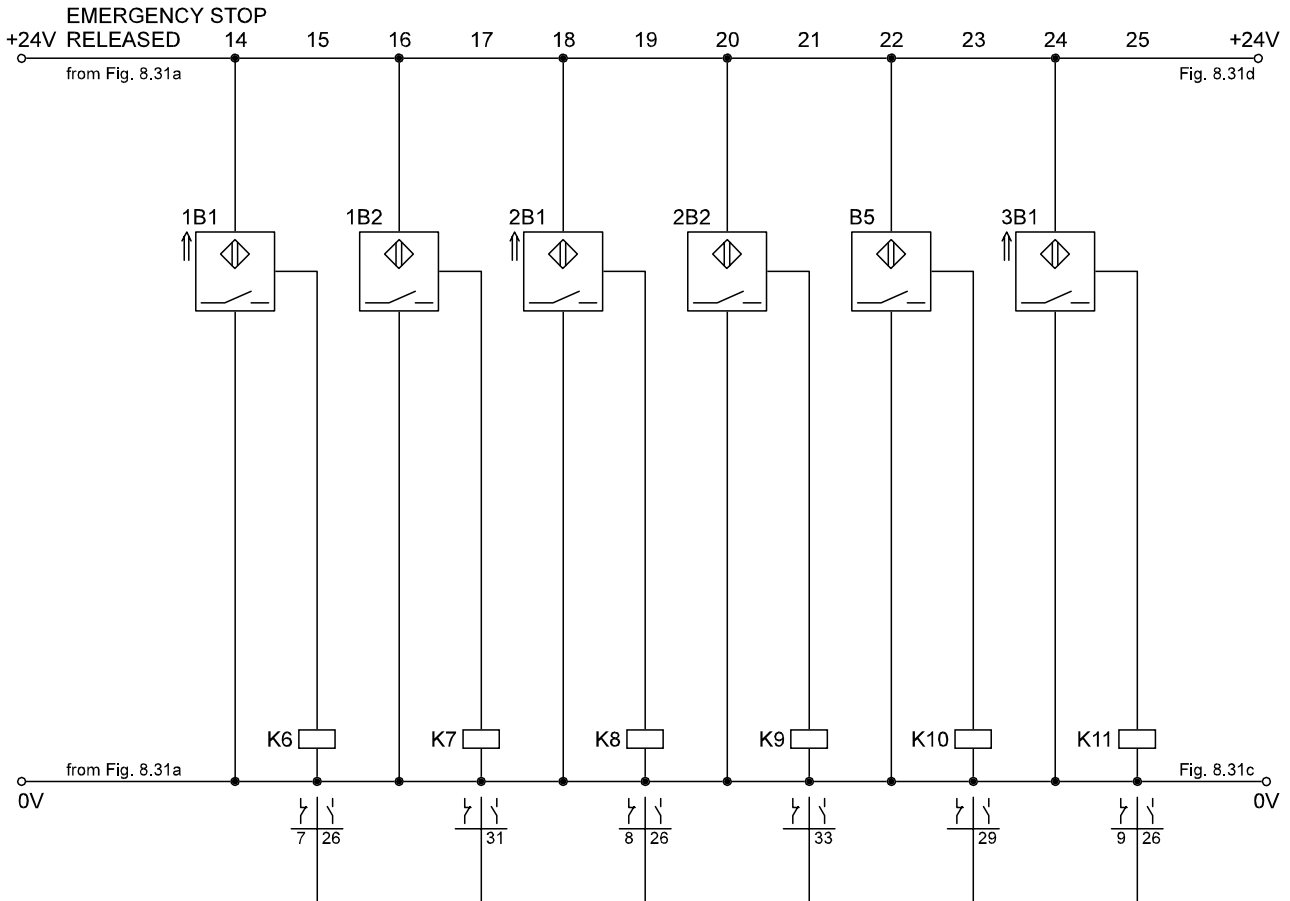 EMERGENCY STOP
+24V RELEASED 14 15 16 17 18 19 20 21 22 23 24 25 +24V
from Fig. 8.31a Fig. 8.31d
1B1 1B2 2B1 2B2 B5 3B1
K6 K7 K8 K9 K10 K11
from Fig. 8.31a Fig. 8.31c
0V 0V
7 26 31 8 26 33 29 9 26